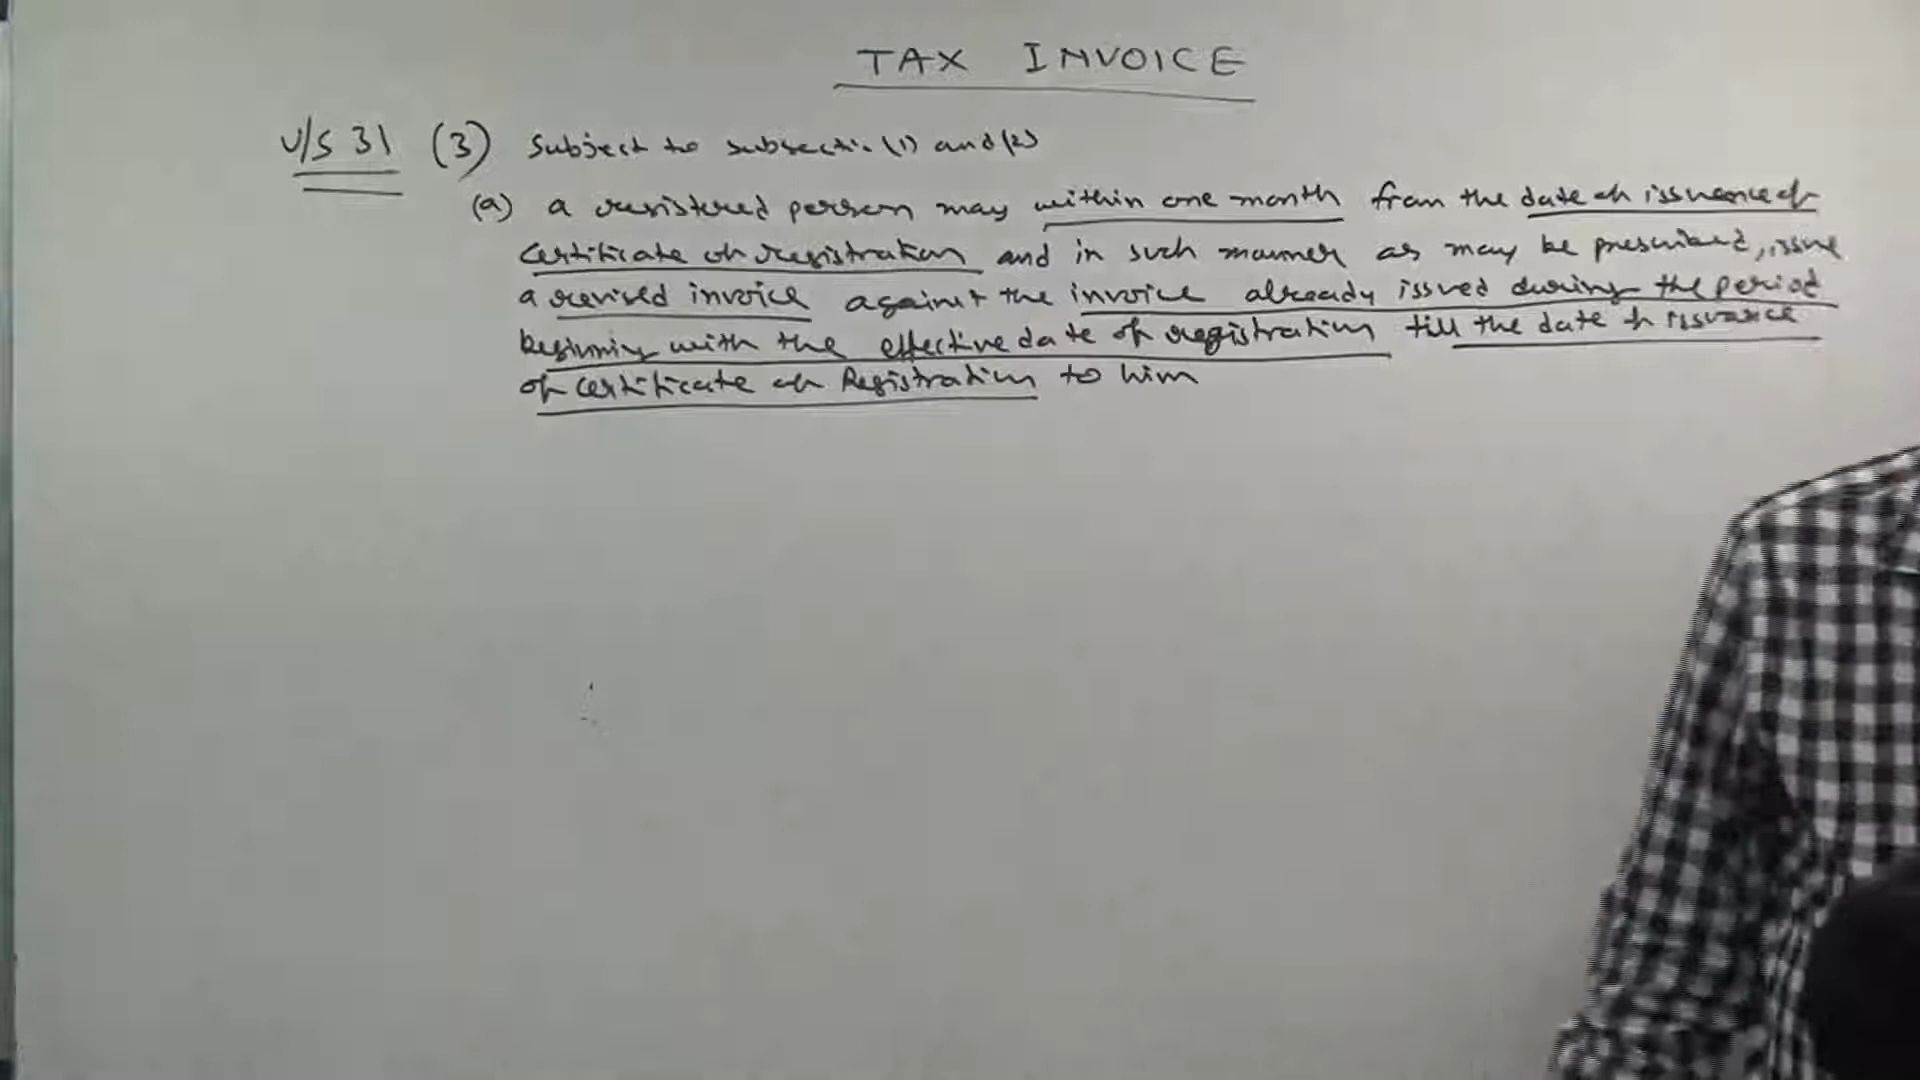 TAX INVOICE
U/S 31 (3) Subject to subsection (1) and (2)
(a) a registered person may within one month from the date of issuance of
certificate of registration and in such manner as may be prescribed, issue
a revised invoice against the invoice already issued during the period
beginning with the effective date of registration till the date of issuance
of certificate of Registration to him